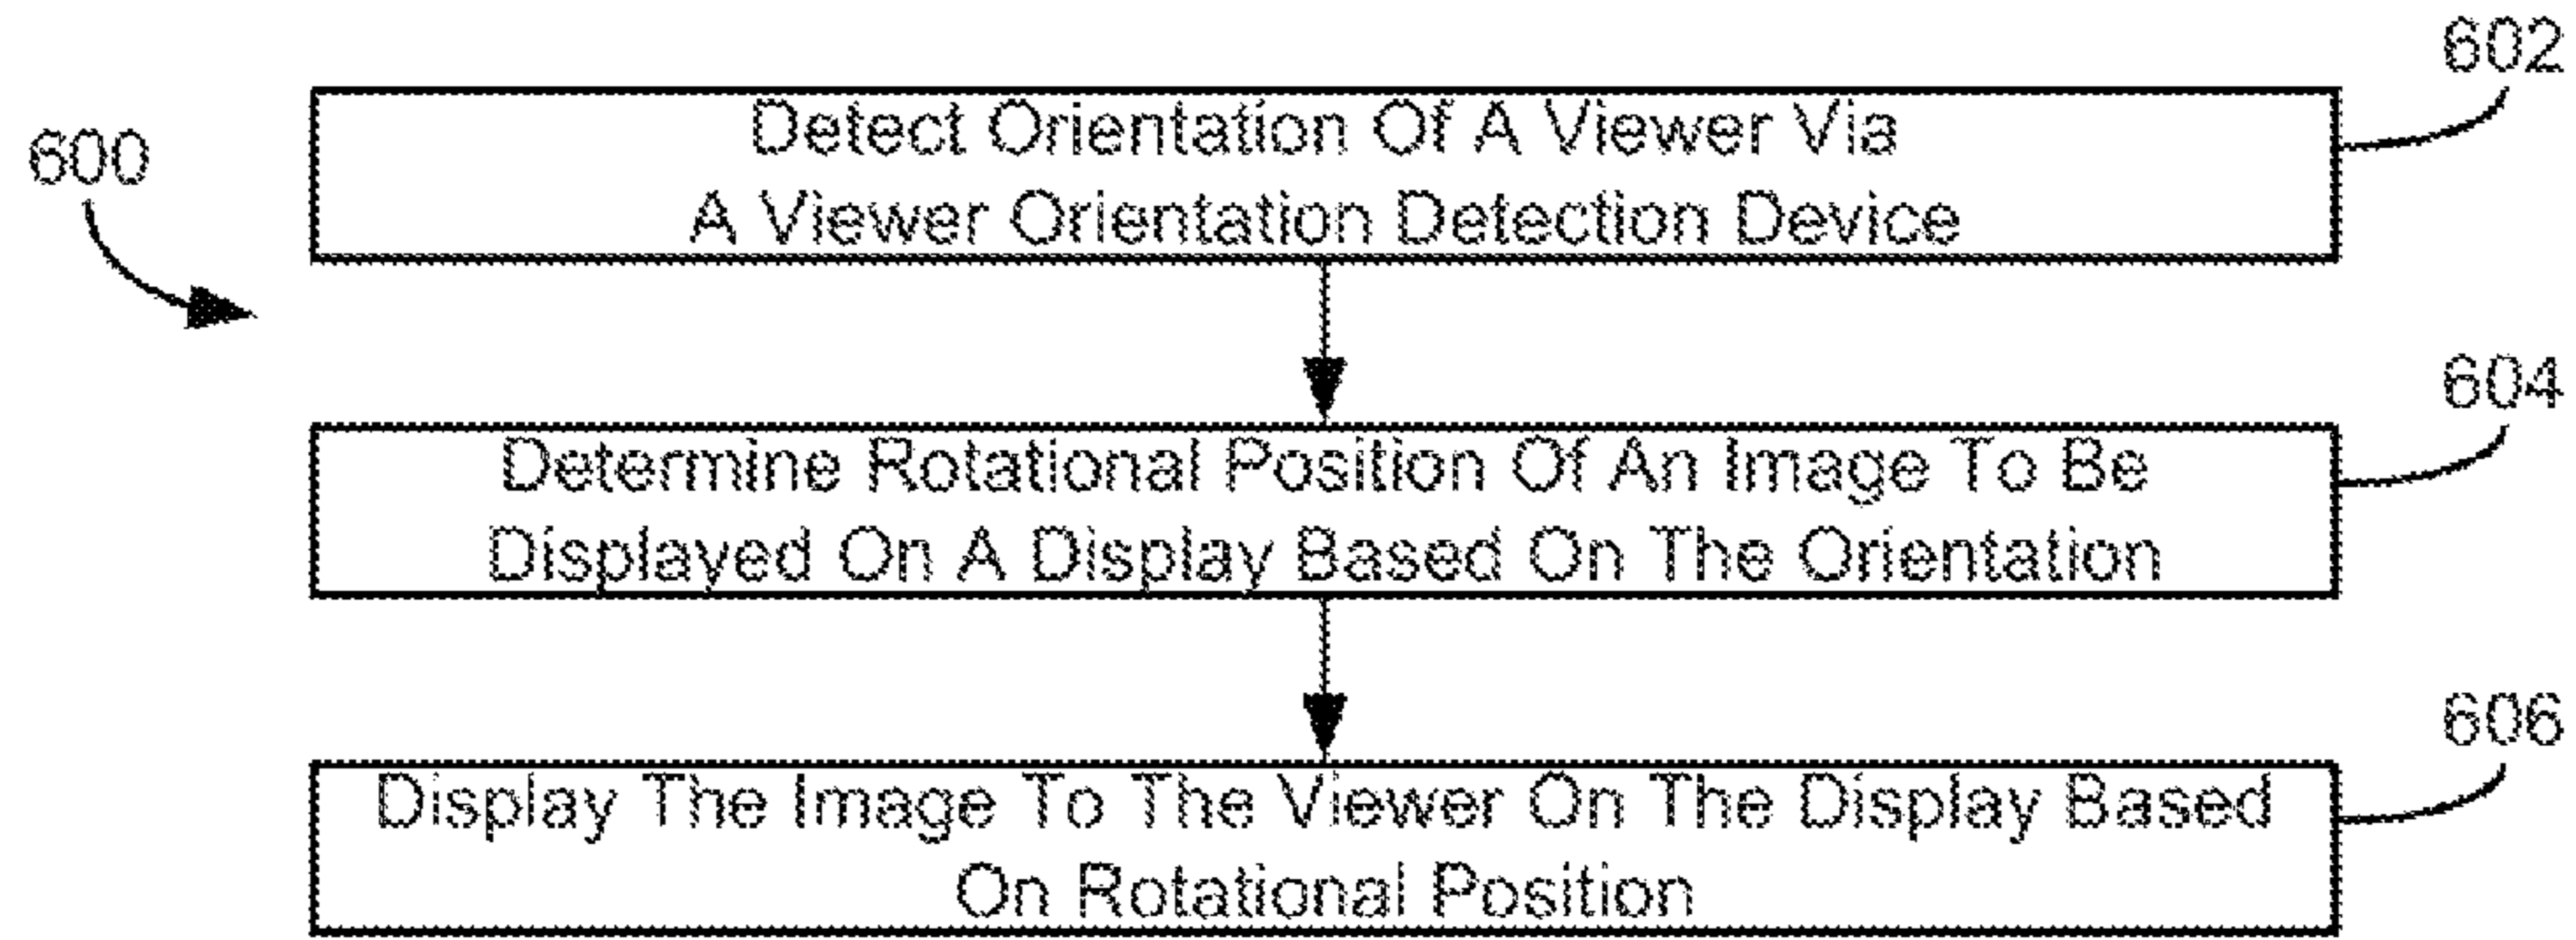 602
600
Detect Orientation Of A Viewer Via
A Viewer Orientation Detection Device
604
Determine Rotational Position Of An Image To Be
Displayed On A Display Based On The Orientation
606
Display The Image To The Viewer On The Display Based
On Rotational Position